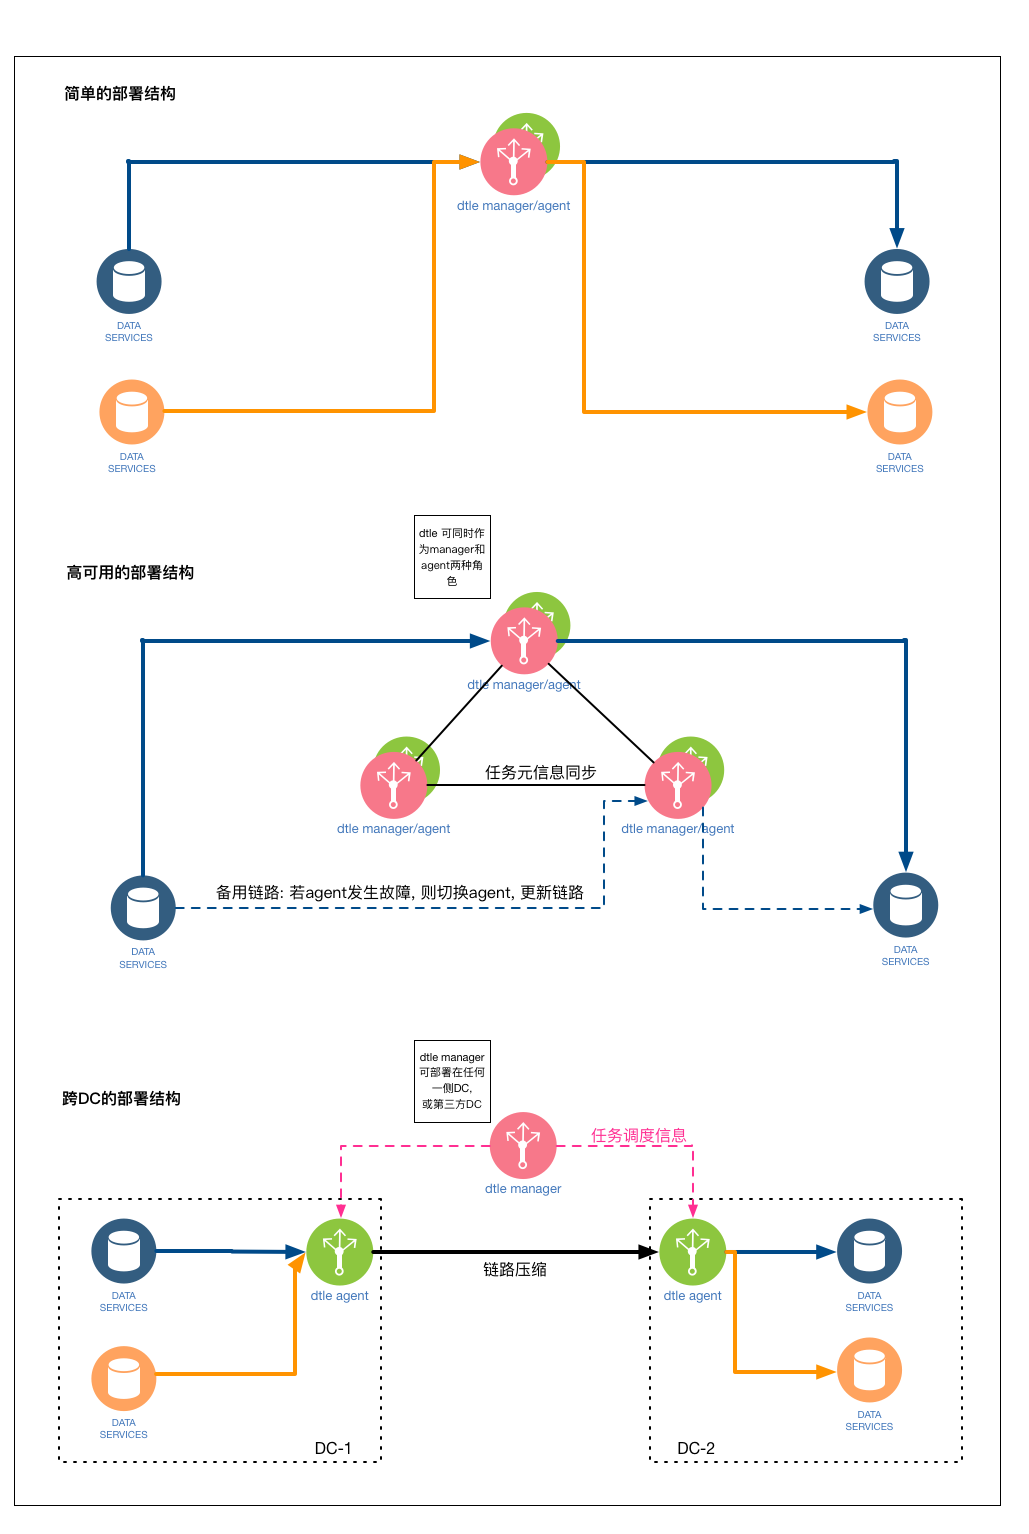 简单的部署结构
dtle manager/agent
DATA
SERVICES
DATA
SERVICES
DATA
SERVICES
DATA
SERVICES
dtle 可同时作
为manager和
agent两种角
色
高可用的部署结构
dtle manager/agent
任务元信息同步
dtle manager/agent
dtle manager/agent
备用链路: 若agent发生故障, 则切换agent, 更新链路
DATA
SERVICES
DATA
SERVICES
dtle manager
可部署在任何
一侧DC,
或第三方DC
跨DC的部署结构
任务调度信息
dtle manager
链路压缩
dtle agent
dtle agent
DATA
SERVICES
DATA
SERVICES
DATA
SERVICES
DATA
SERVICES
DC-1
DC-2